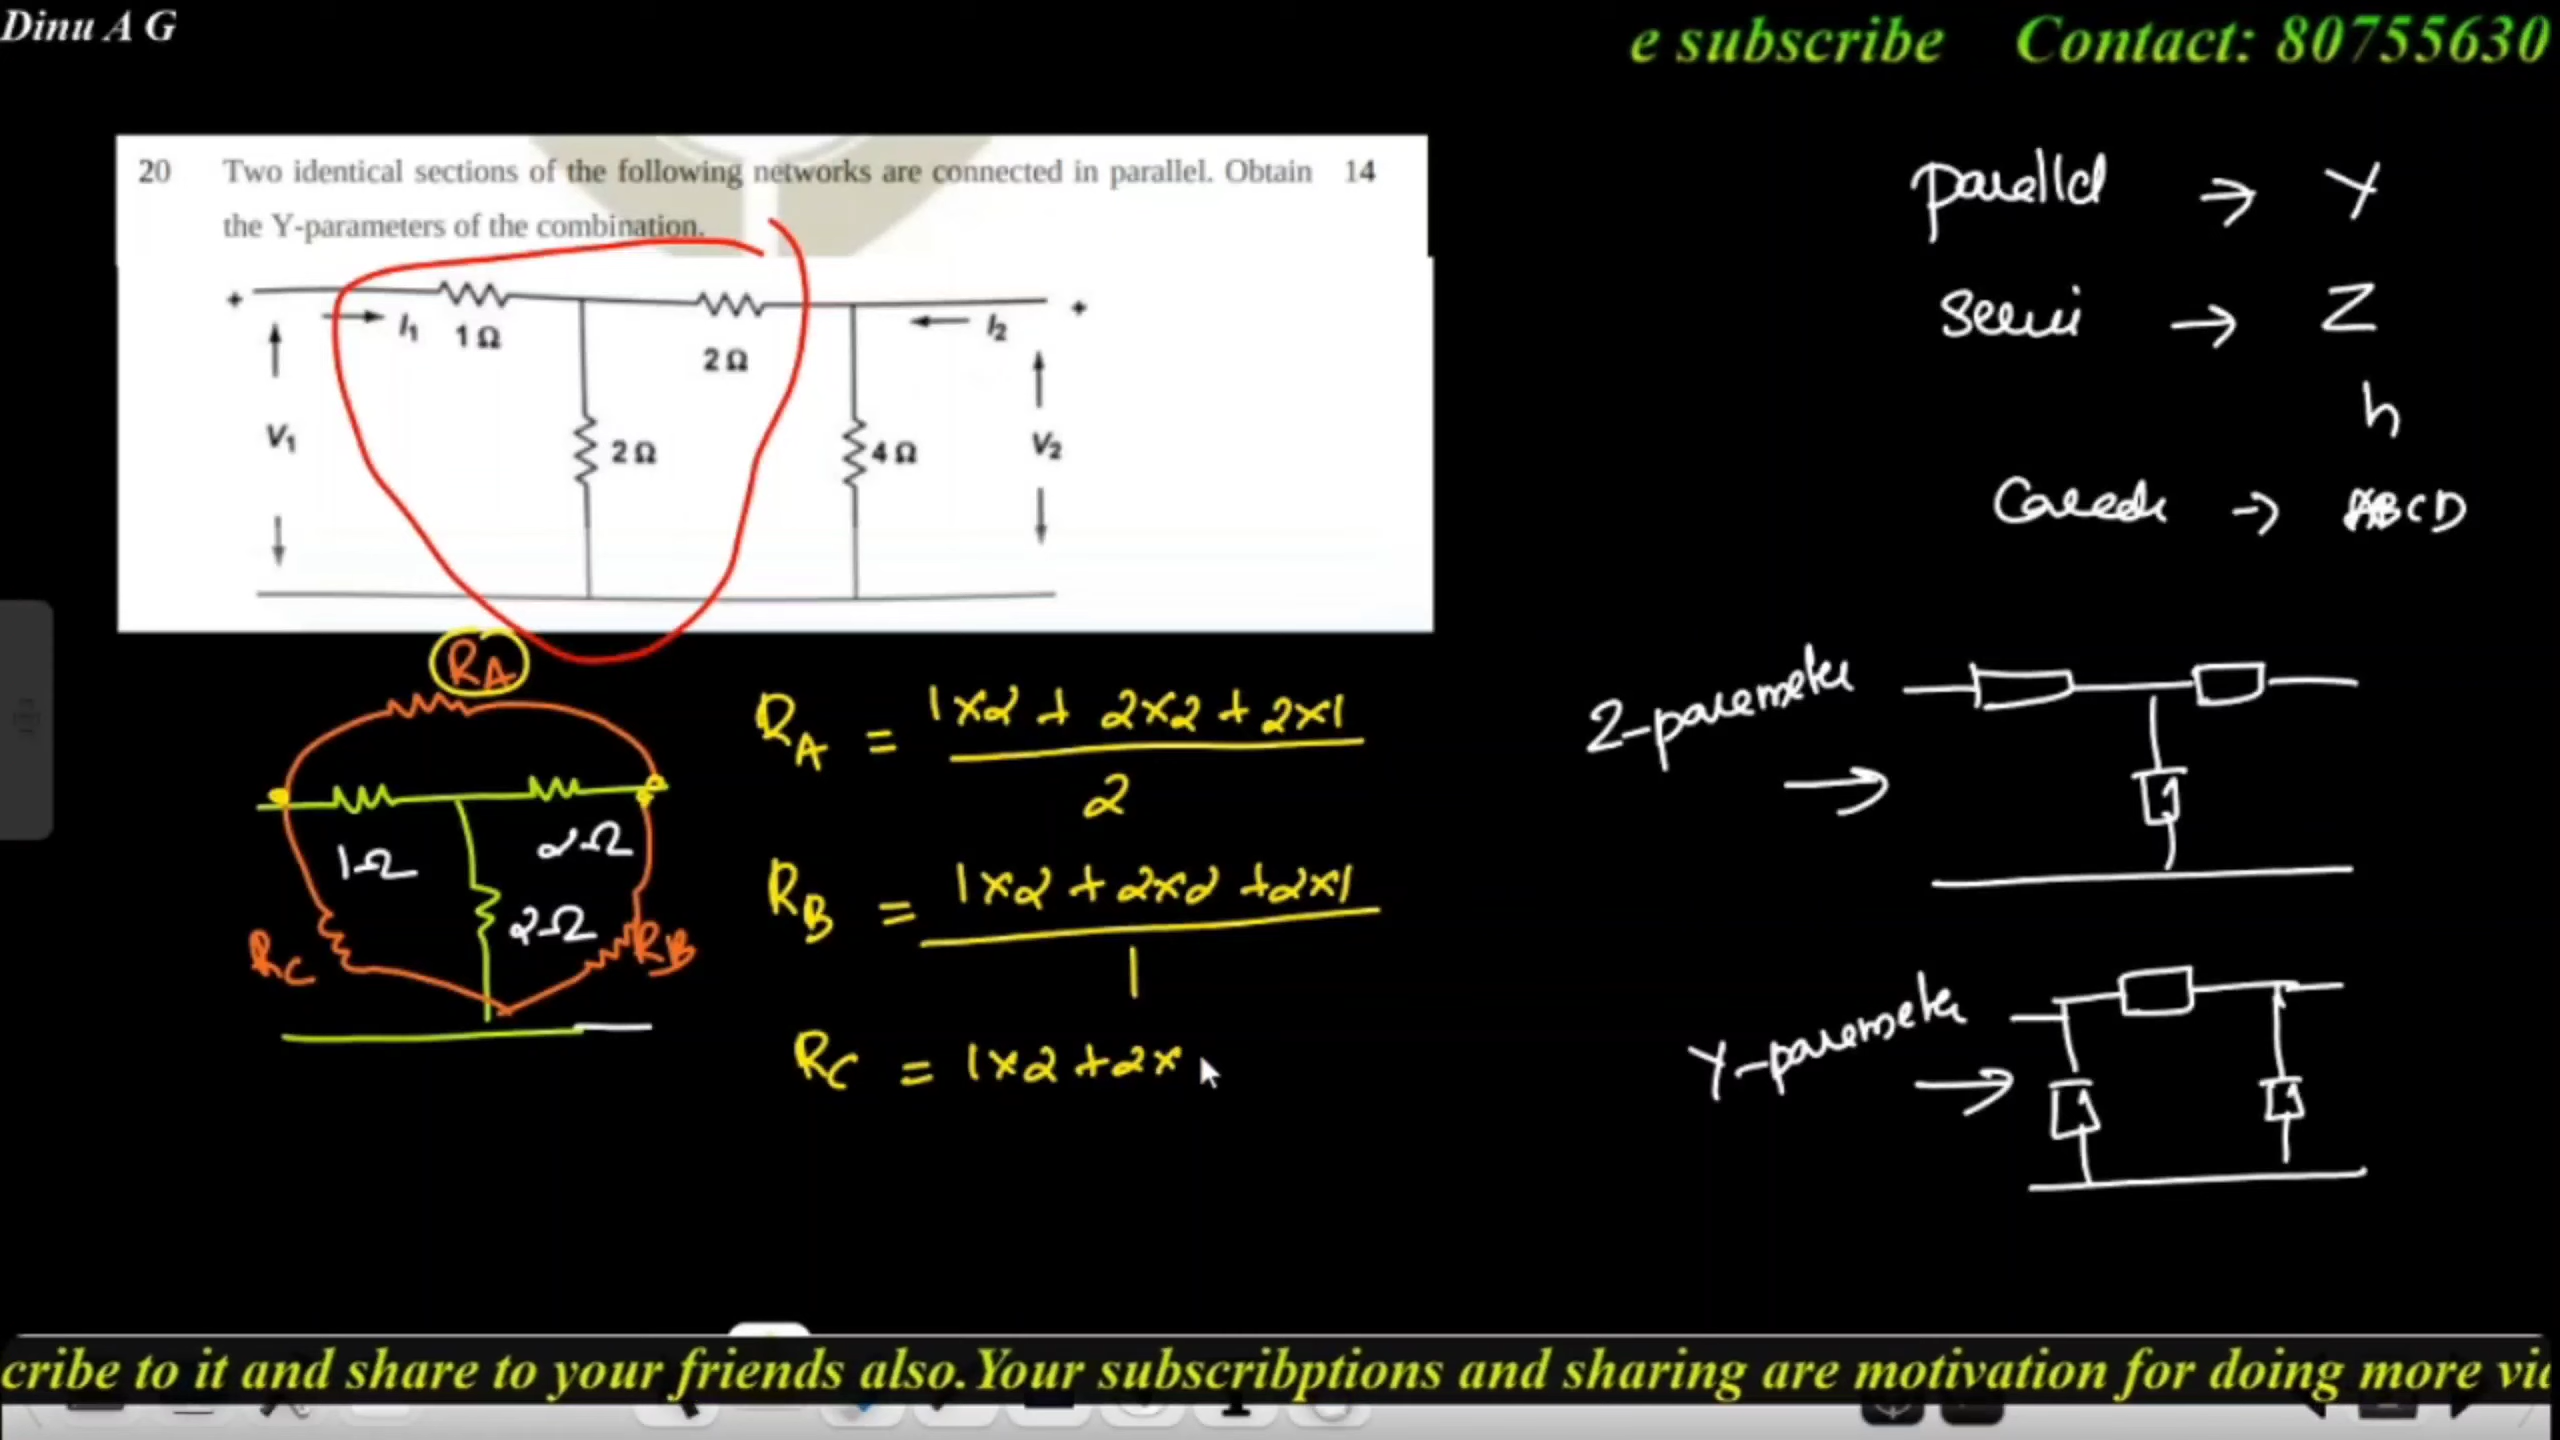 Dinu A G
e subscribe Contact: 80755630
20 Two identical sections of the following networks are connected in parallel. Obtain 14
the Y-parameters of the combination.
+ I1 1 Ω 2 Ω I2 +
V1 2 Ω 4 Ω V2
parallel → Y
Series → Z
h
→ ABCD
RA
1Ω 2Ω
2Ω
RC RB
RA = 1×2 + 2×2 + 2×1
2
RB = 1×2 + 2×2 + 2×1
1
RC = 1×2 + 2×
Z-parameter
→
Y-parameter
→
cribe to it and share to your friends also.Your subscribptions and sharing are motivation for doing more vid